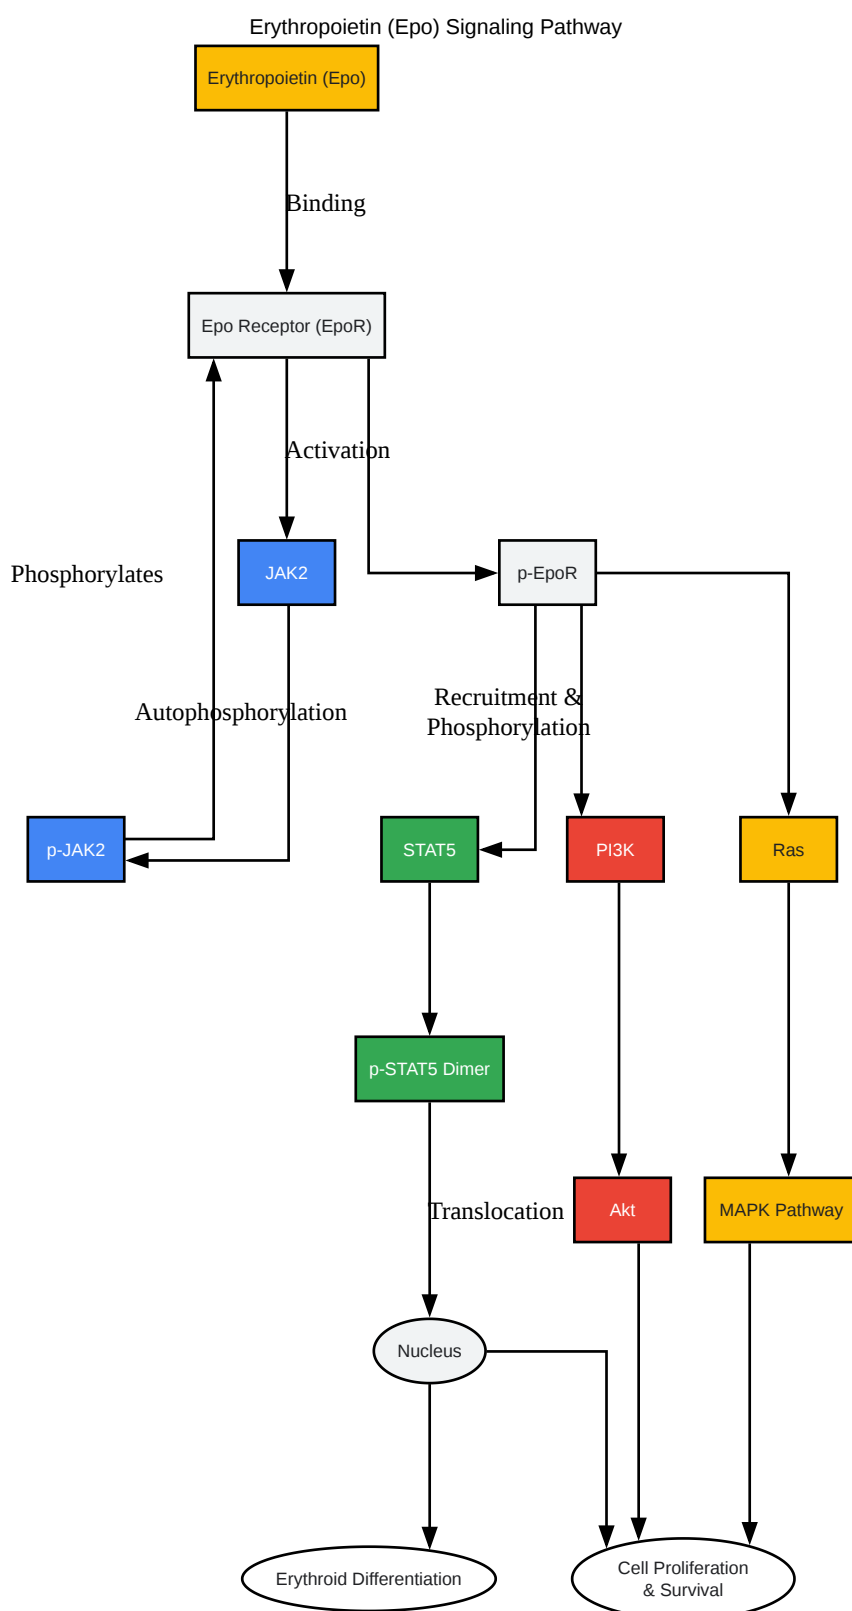 Erythropoietin (Epo) Signaling Pathway
Erythropoietin (Epo)
Binding
Epo Receptor (EpoR)
Activation
Phosphorylates
JAK2
p-EpoR
Autophosphorylation
Recruitment &
Phosphorylation
p-JAK2
STAT5
PI3K
Ras
p-STAT5 Dimer
Translocation
Akt
MAPK Pathway
Nucleus
Erythroid Differentiation
Cell Proliferation
& Survival